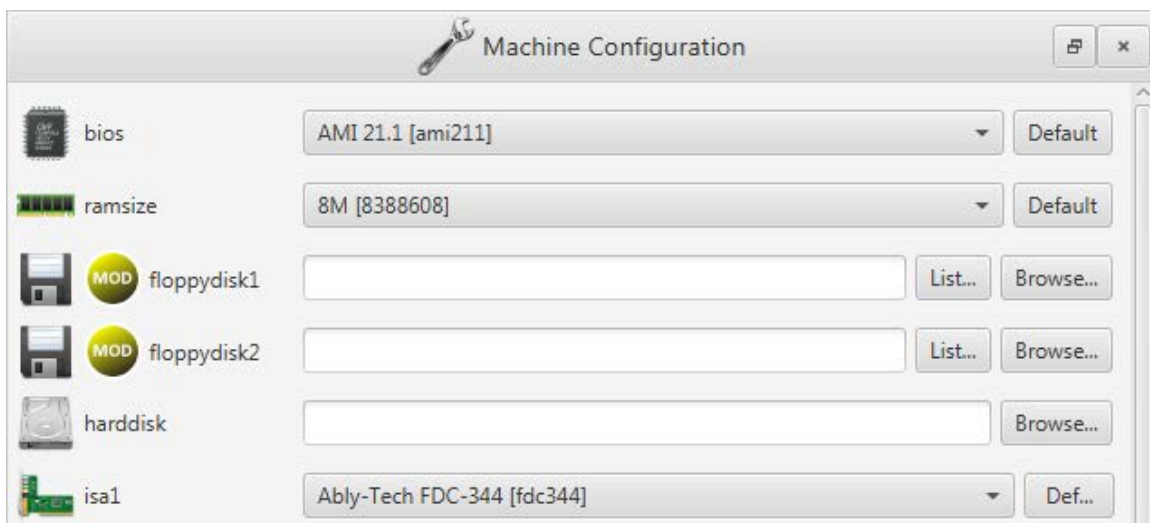 Machine Configuration
bios AMI 21.1 [ami211] Default
ramsize 8M [8388608] Default
MOD floppydisk1 List... Browse...
MOD floppydisk2 List... Browse...
harddisk Browse...
isa1 Ably-Tech FDC-344 [fdc344] Def...